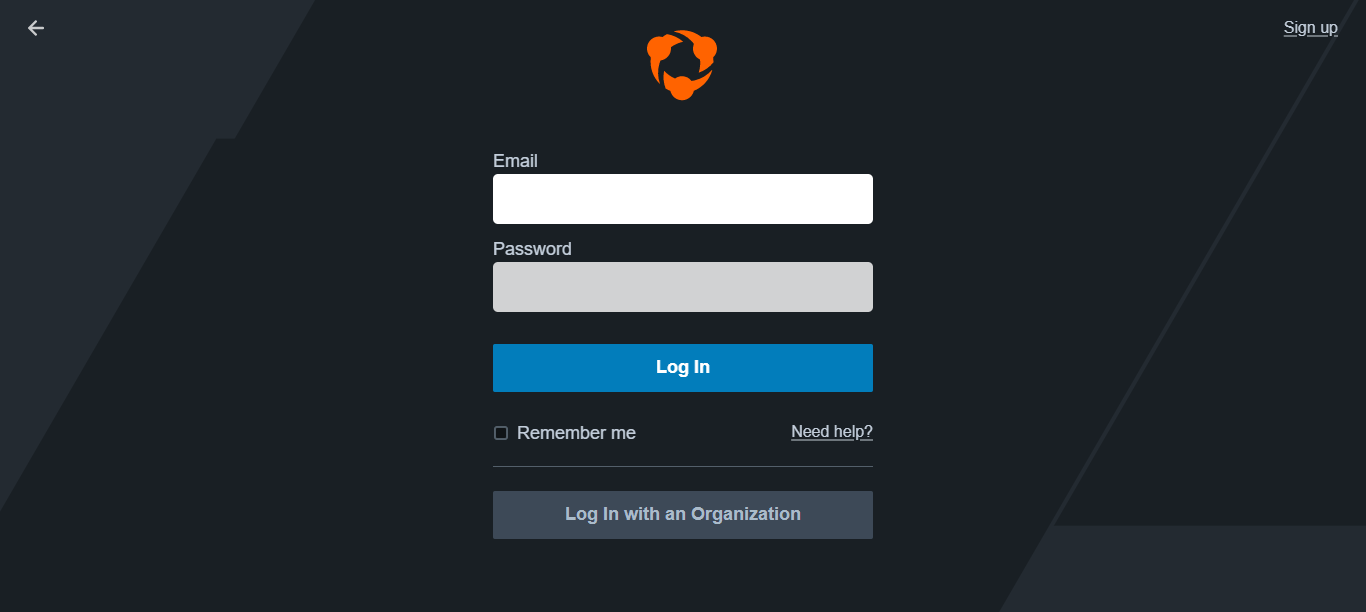 Sign up
Email
Password
Log In
Remember me
Need help?
Log In with an Organization